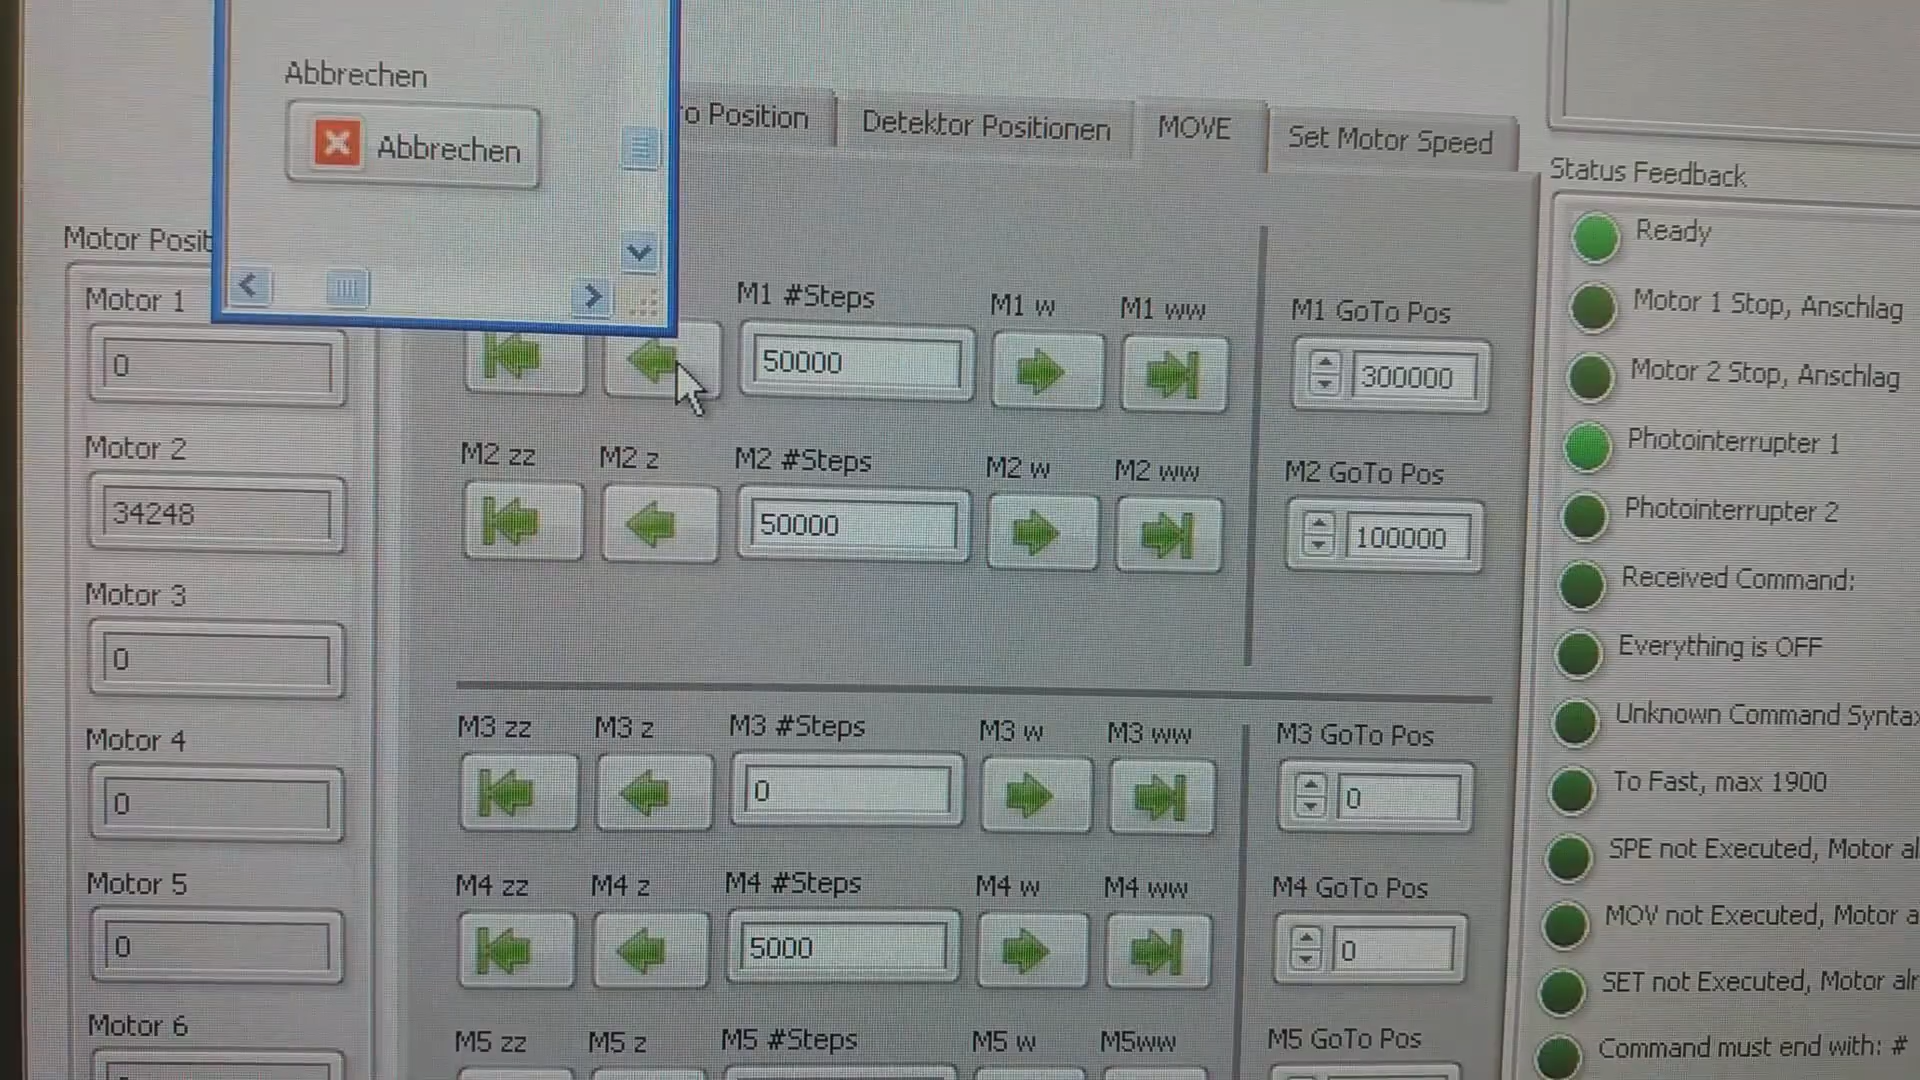 Abbrechen
Abbrechen
o Position
Detektor Positionen
MOVE
Set Motor Speed
Status Feedback
Motor Posit
Motor 1
0
Motor 2
34248
Motor 3
0
Motor 4
0
Motor 5
0
Motor 6
M1 #Steps
M1 w
M1 ww
M1 GoTo Pos
50000
300000
M2 zz
M2 z
M2 #Steps
M2 w
M2 ww
M2 GoTo Pos
50000
100000
M3 zz
M3 z
M3 #Steps
M3 w
M3 ww
M3 GoTo Pos
0
0
M4 zz
M4 z
M4 #Steps
M4 w
M4 ww
M4 GoTo Pos
5000
0
M5 zz
M5 z
M5 #Steps
M5 w
M5ww
M5 GoTo Pos
Ready
Motor 1 Stop, Anschlag
Motor 2 Stop, Anschlag
Photointerrupter 1
Photointerrupter 2
Received Command:
Everything is OFF
Unknown Command Syntax
To Fast, max 1900
SPE not Executed, Motor al
MOV not Executed, Motor a
SET not Executed, Motor alr
Command must end with: #